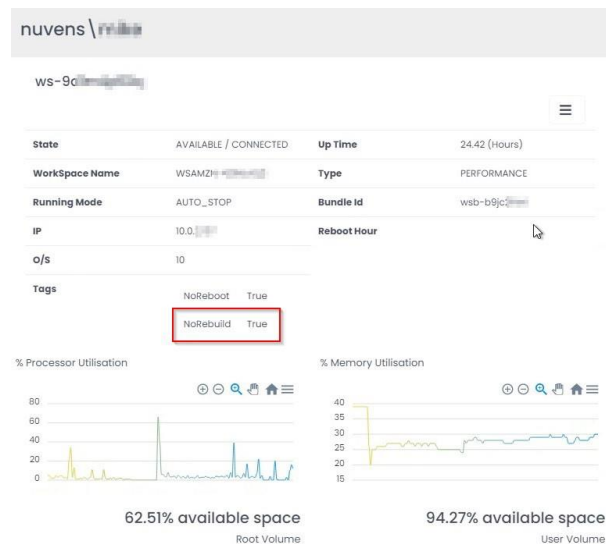 nuvens\
ws-9
State AVAILABLE / CONNECTED Up Time 24.42 (Hours)
WorkSpace Name WSAMZ Type PERFORMANCE
Running Mode AUTO_STOP Bundle Id wsb-b9jc
IP 10.0. Reboot Hour
O/S 10
Tags
NoReboot True
NoRebuild True
% Processor Utilisation % Memory Utilisation
80
60
40
20
0
40
35
30
25
20
15
62.51% available space 94.27% available space
Root Volume User Volume